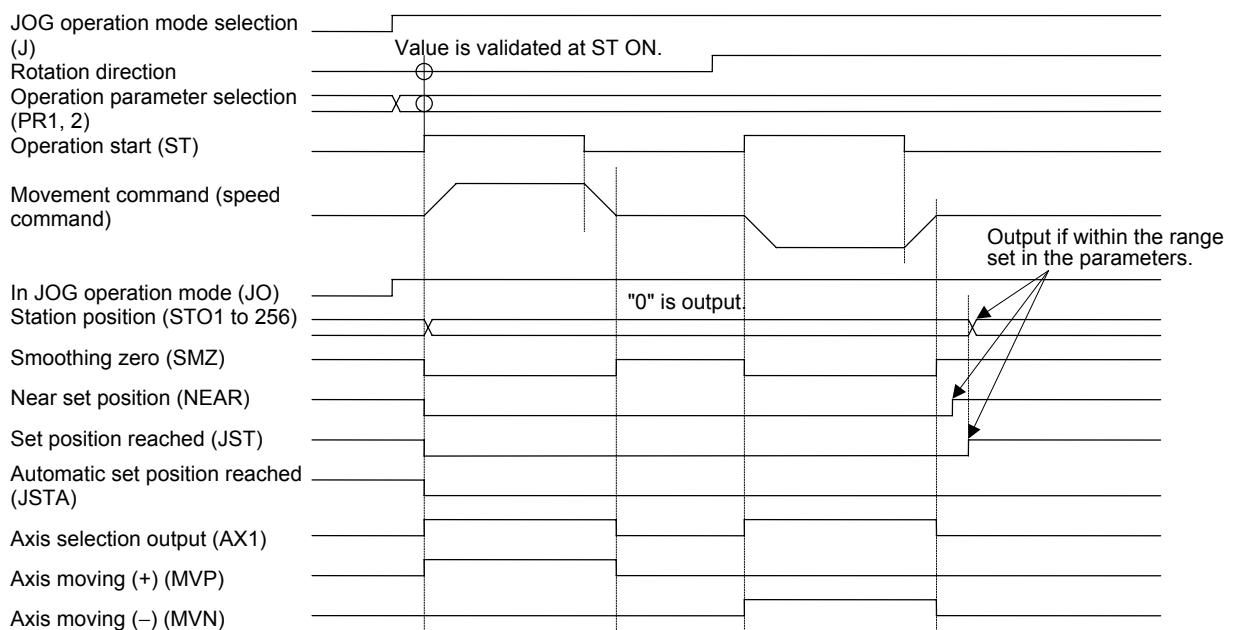 JOG operation mode selection
(J)
Value is validated at ST ON.
Rotation direction
Operation parameter selection
(PR1, 2)
Operation start (ST)
Movement command (speed
command)
Output if within the range
set in the parameters.
In JOG operation mode (JO)
"0" is output.
Station position (STO1 to 256)
Smoothing zero (SMZ)
Near set position (NEAR)
Set position reached (JST)
Automatic set position reached
(JSTA)
Axis selection output (AX1)
Axis moving (+) (MVP)
Axis moving (−) (MVN)